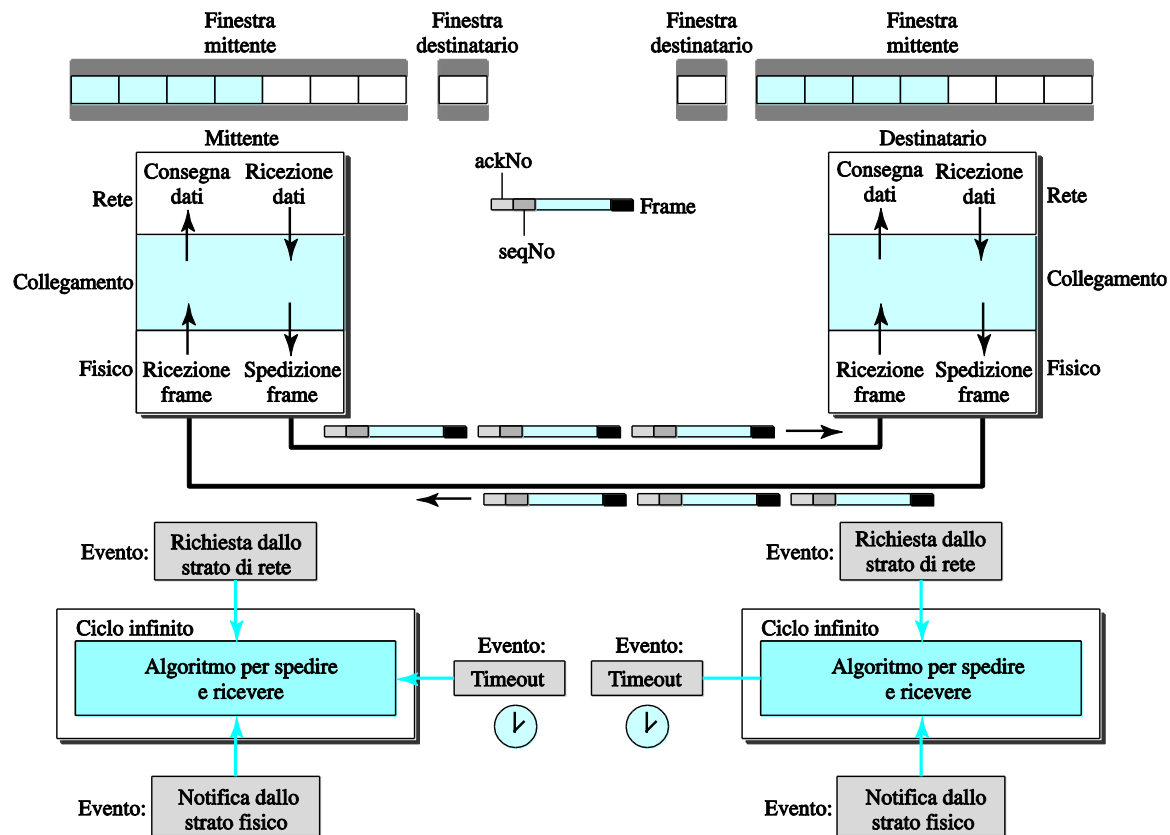 Finestra
mittente
Finestra
destinatario
Finestra
destinatario
Finestra
mittente
Mittente
Destinatario
Consegna
dati
Ricezione
dati
Rete
ackNo
Frame
seqNo
Consegna
dati
Ricezione
dati
Rete
Collegamento
Collegamento
Fisico
Ricezione
frame
Spedizione
frame
Ricezione
frame
Spedizione
frame
Fisico
Evento:
Richiesta dallo
strato di rete
Evento:
Richiesta dallo
strato di rete
Ciclo infinito
Algoritmo per spedire
e ricevere
Evento:
Timeout
Evento:
Timeout
Ciclo infinito
Algoritmo per spedire
e ricevere
Evento:
Notifica dallo
strato fisico
Evento:
Notifica dallo
strato fisico